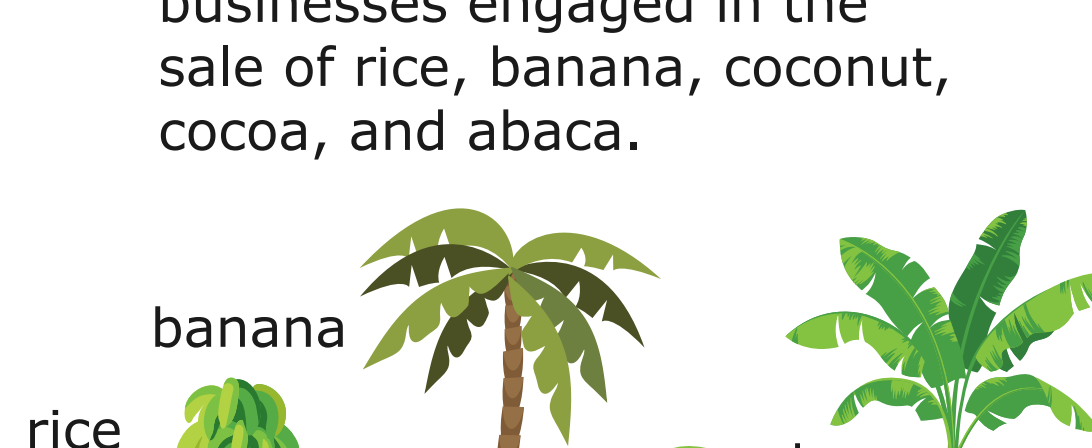 businesses engaged in the
sale of rice, banana, coconut,
cocoa, and abaca.
banana
rice